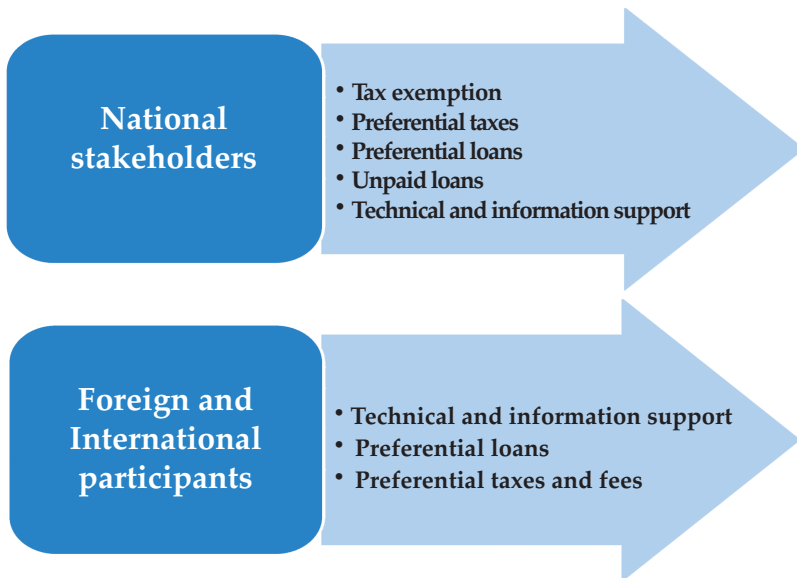 National
stakeholders
• Tax exemption
• Preferential taxes
• Preferential loans
• Unpaid loans
• Technical and information support
Foreign and
International
participants
• Technical and information support
• Preferential loans
• Preferential taxes and fees